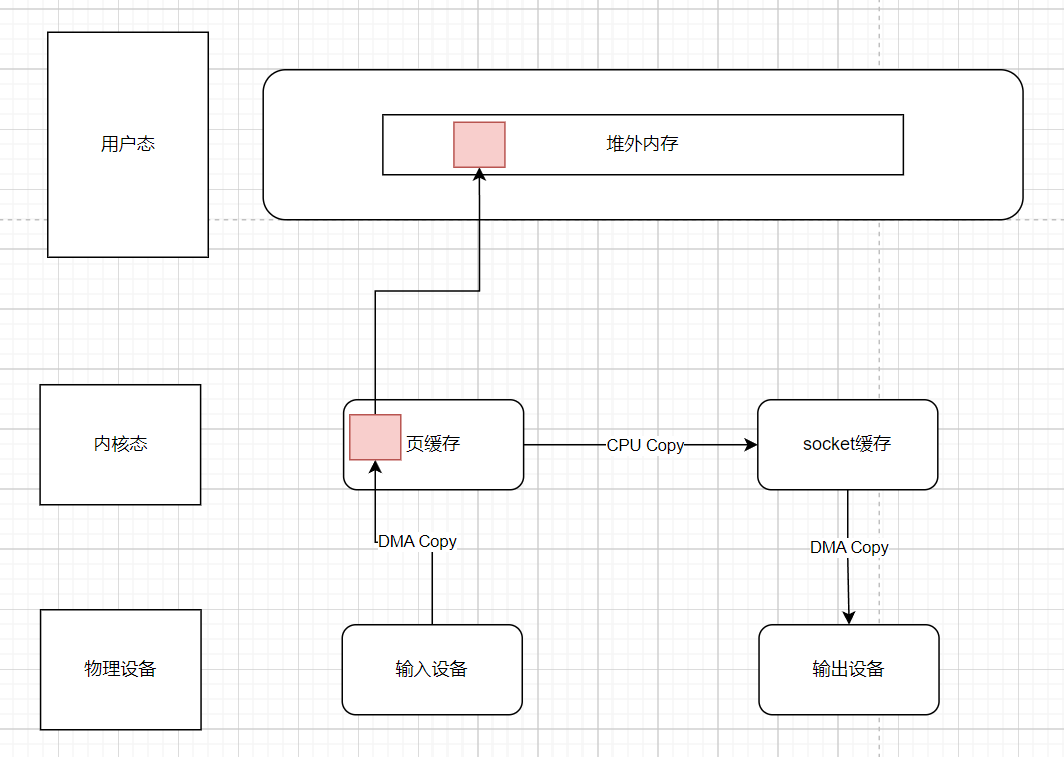 用户态
堆外内存
内核态
页缓存
CPU Copy
socket缓存
DMA Copy
DMA Copy
物理设备
输入设备
输出设备